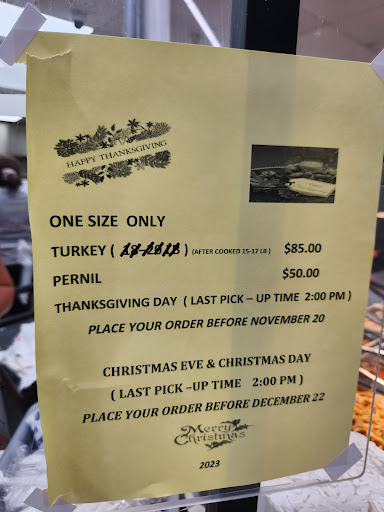 HAPPY THANKSGIVING
ONE SIZE ONLY
TURKEY ( ) (AFTER COOKED 15-17 LB) $85.00
PERNIL $50.00
THANKSGIVING DAY ( LAST PICK – UP TIME 2:00 PM )
PLACE YOUR ORDER BEFORE NOVEMBER 20
CHRISTMAS EVE & CHRISTMAS DAY
( LAST PICK –UP TIME 2:00 PM )
PLACE YOUR ORDER BEFORE DECEMBER 22
Merry
Christmas
2023